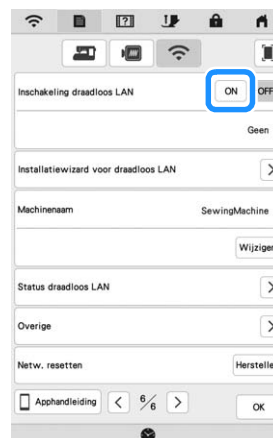 Inschakeling draadloos LAN ON OFF
Geen
Installatiewizard voor draadloos LAN
Machinenaam SewingMachine
Wijzigen
Status draadloos LAN
Overige
Netw. resetten Herstelle
Apphandleiding 6/6 OK